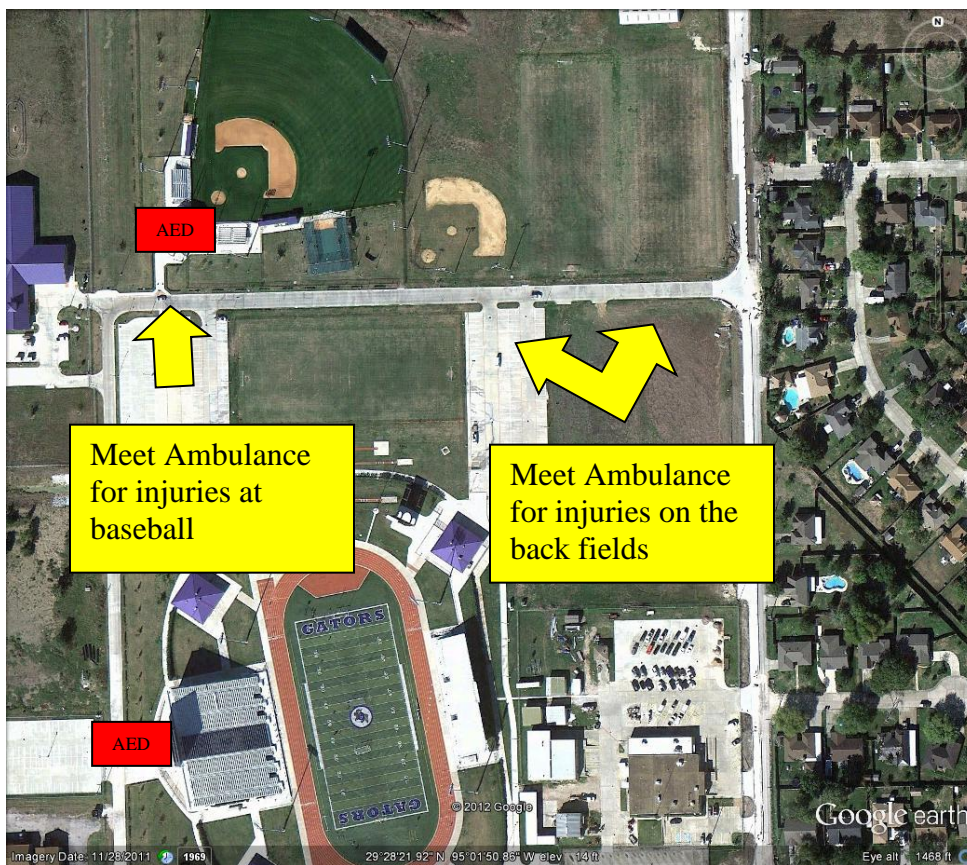 N
AED
Meet Ambulance
for injuries at
baseball
Meet Ambulance
for injuries on the
back fields
GATORS
AED
GATORS
© 2012 Google
Google earth
Imagery Date: 11/28/2011 1969 29°28'21.92" N 95°01'50.86" W elev 14 ft Eye alt 1468 ft